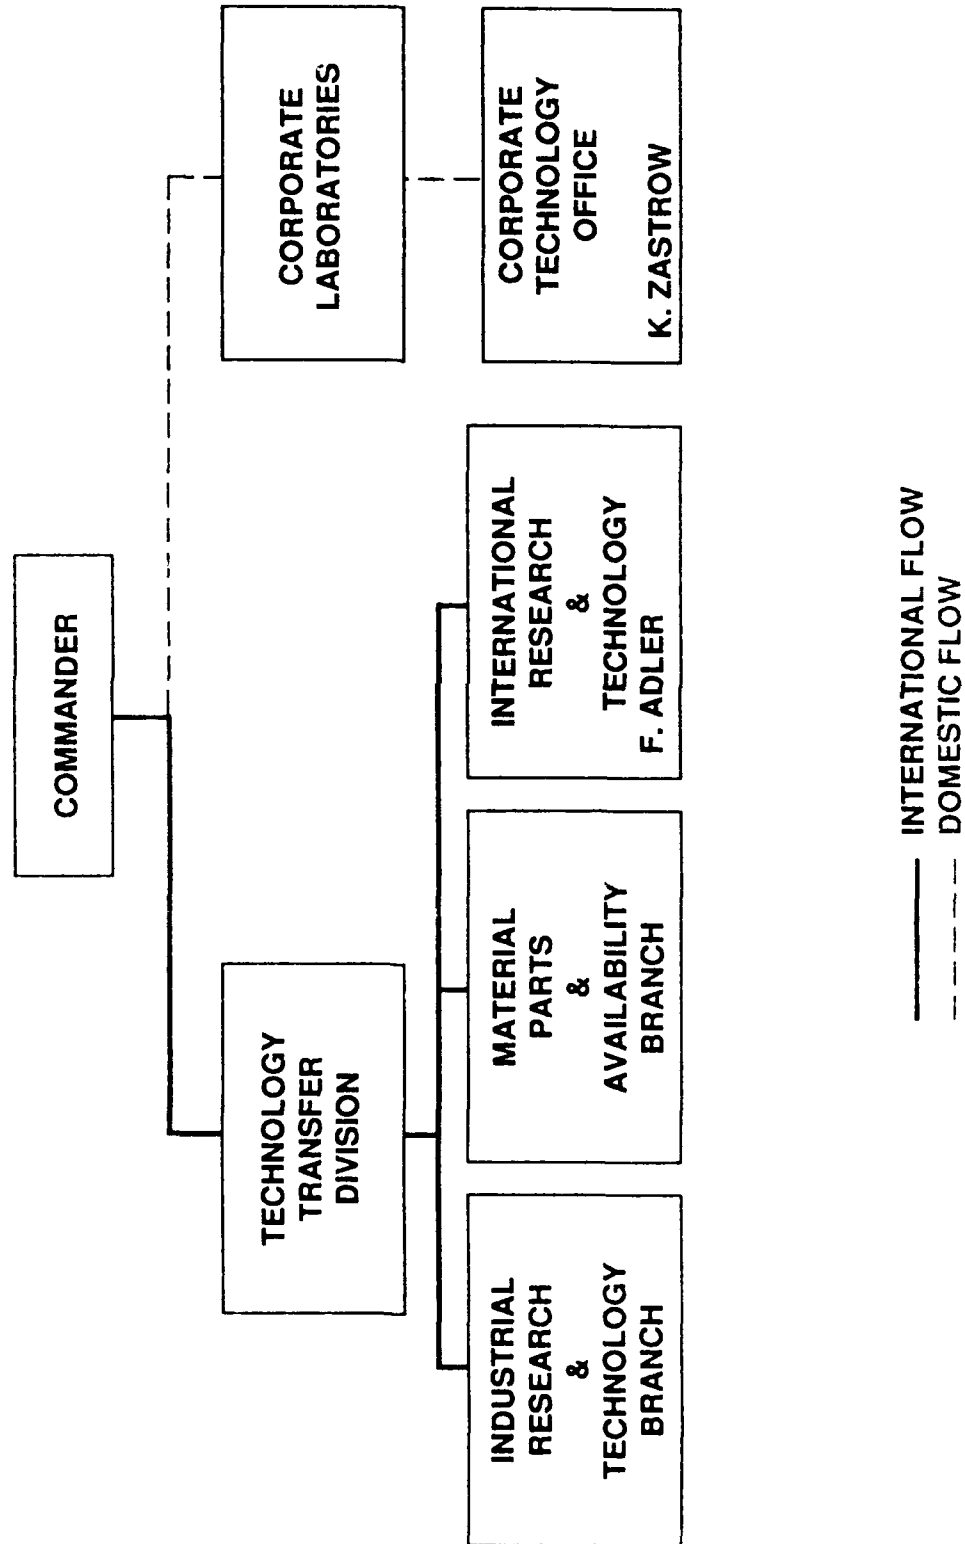 COMMANDER
TECHNOLOGY
TRANSFER
DIVISION
CORPORATE
LABORATORIES
INDUSTRIAL
RESEARCH
&
TECHNOLOGY
BRANCH
MATERIAL
PARTS
&
AVAILABILITY
BRANCH
INTERNATIONAL
RESEARCH
&
TECHNOLOGY
F. ADLER
CORPORATE
TECHNOLOGY
OFFICE
K. ZASTROW
INTERNATIONAL FLOW
DOMESTIC FLOW